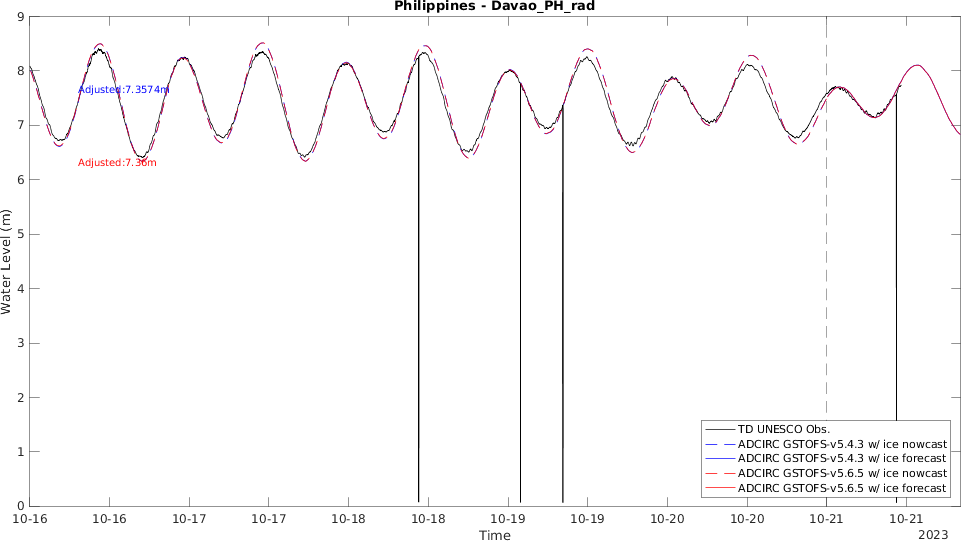 Philippines - Davao_PH_rad
9
8
7
6
5
4
3
2
1
0
Water Level (m)
Adjusted:7.3574m
Adjusted:7.36m
TD UNESCO Obs.
ADCIRC GSTOFS-v5.4.3 w/ ice nowcast
ADCIRC GSTOFS-v5.4.3 w/ ice forecast
ADCIRC GSTOFS-v5.6.5 w/ ice nowcast
ADCIRC GSTOFS-v5.6.5 w/ ice forecast
10-16 10-16 10-17 10-17 10-18 10-18 10-19 10-19 10-20 10-20 10-21 10-21
Time
2023